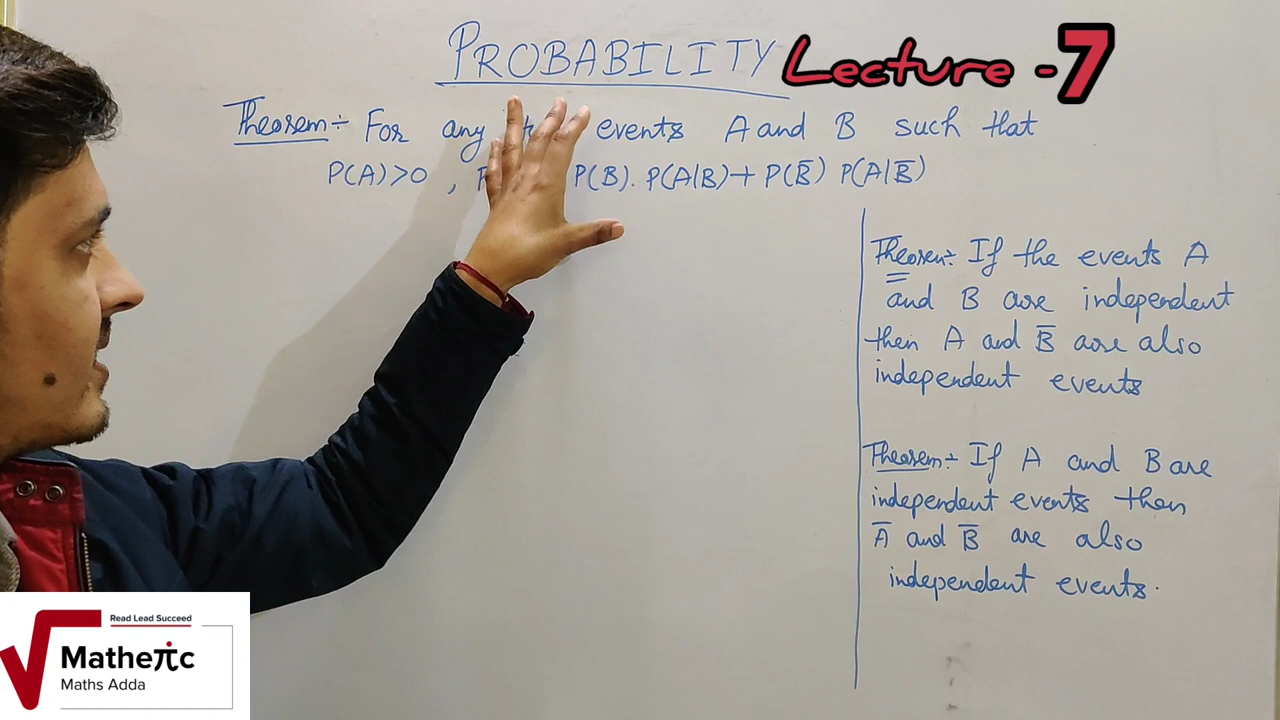 PROBABILITY Lecture -7
Theorem:- For any events A and B such that
P(A)>0 , P(B). P(A|B)+ P(B̅) P(A|B̅)
Theorem:- If the events A
and B are independent
then A and B̅ are also
independent events
Theorem:- If A and B are
independent events then
A̅ and B̅ are also
independent events.
Read Lead Succeed
Matheπc
Maths Adda